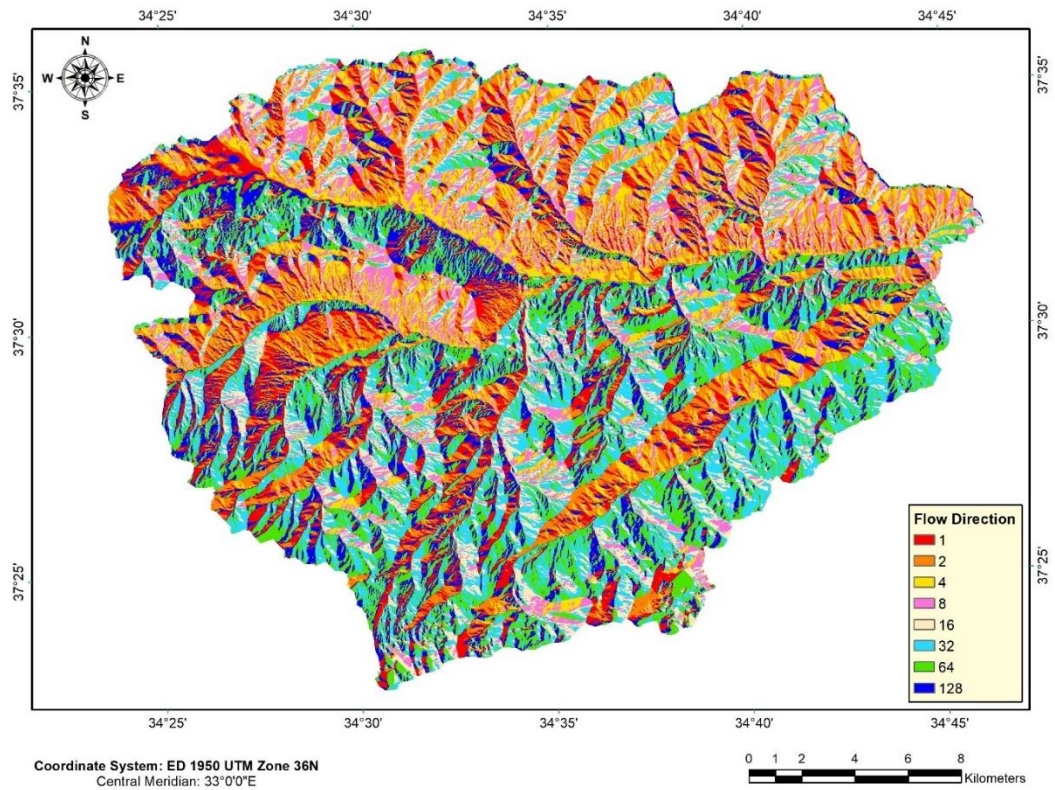 34°25' 34°30' 34°35' 34°40' 34°45'
N
W E
S
37°35' 37°35'
37°30' 37°30'
37°25' 37°25'
Flow Direction
1
2
4
8
16
32
64
128
34°25' 34°30' 34°35' 34°40' 34°45'
Coordinate System: ED 1950 UTM Zone 36N
Central Meridian: 33°0'0"E
0 1 2 4 6 8
Kilometers